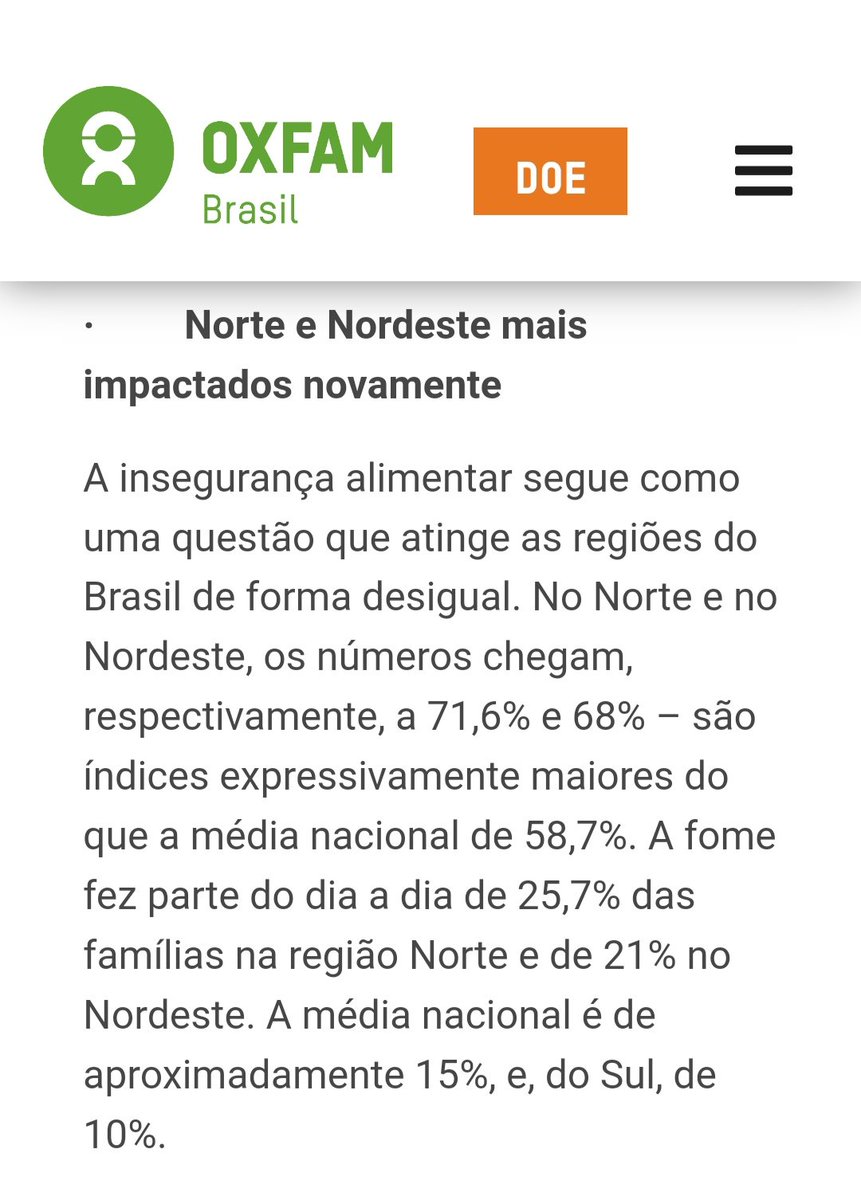 OXFAM
Brasil
DOE
· Norte e Nordeste mais
impactados novamente
A insegurança alimentar segue como
uma questão que atinge as regiões do
Brasil de forma desigual. No Norte e no
Nordeste, os números chegam,
respectivamente, a 71,6% e 68% – são
índices expressivamente maiores do
que a média nacional de 58,7%. A fome
fez parte do dia a dia de 25,7% das
famílias na região Norte e de 21% no
Nordeste. A média nacional é de
aproximadamente 15%, e, do Sul, de
10%.